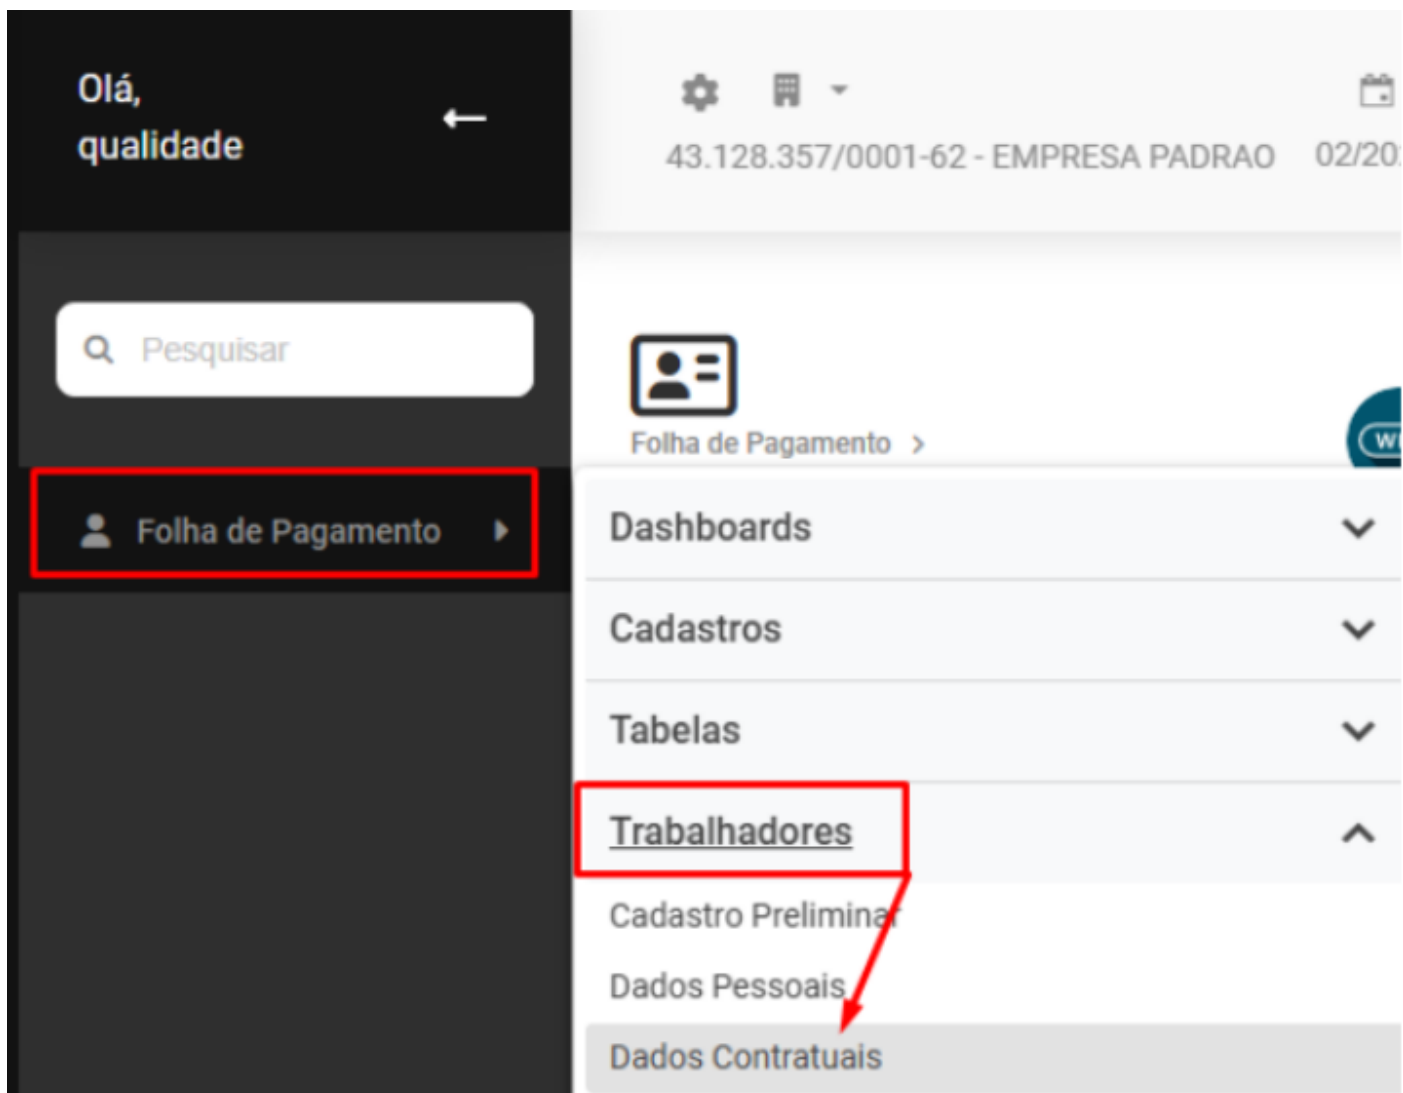 Olá,
qualidade
43.128.357/0001-62 - EMPRESA PADRAO
Pesquisar
Folha de Pagamento >
Folha de Pagamento
Dashboards
Cadastros
Tabelas
Trabalhadores
Cadastro Preliminar
Dados Pessoais
Dados Contratuais